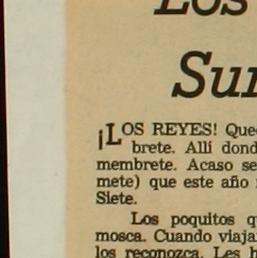 Los
Sur
¡LOS REYES! Que
brete. Allí dond
membrete. Acaso se
mete) que este año
Siete.
Los poquitos q
mosca. Cuando viaja
los reconozca. Les h